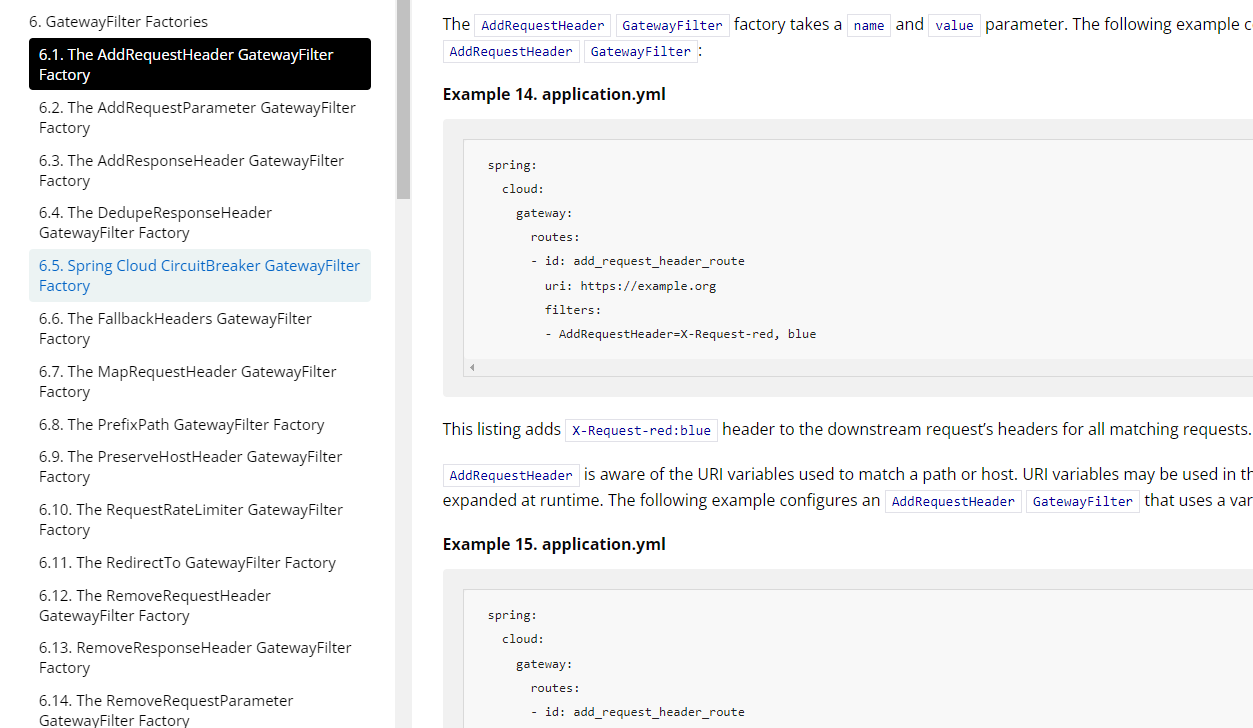 6. GatewayFilter Factories
6.1. The AddRequestHeader GatewayFilter
Factory
6.2. The AddRequestParameter GatewayFilter
Factory
6.3. The AddResponseHeader GatewayFilter
Factory
6.4. The DedupeResponseHeader
GatewayFilter Factory
6.5. Spring Cloud CircuitBreaker GatewayFilter
Factory
6.6. The FallbackHeaders GatewayFilter
Factory
6.7. The MapRequestHeader GatewayFilter
Factory
6.8. The PrefixPath GatewayFilter Factory
6.9. The PreserveHostHeader GatewayFilter
Factory
6.10. The RequestRateLimiter GatewayFilter
Factory
6.11. The RedirectTo GatewayFilter Factory
6.12. The RemoveRequestHeader
GatewayFilter Factory
6.13. RemoveResponseHeader GatewayFilter
Factory
6.14. The RemoveRequestParameter
GatewayFilter Factory
The AddRequestHeader GatewayFilter factory takes a name and value parameter. The following example
AddRequestHeader GatewayFilter:
Example 14. application.yml
spring:
  cloud:
    gateway:
      routes:
      - id: add_request_header_route
        uri: https://example.org
        filters:
        - AddRequestHeader=X-Request-red, blue
This listing adds X-Request-red:blue header to the downstream request’s headers for all matching requests.
AddRequestHeader is aware of the URI variables used to match a path or host. URI variables may be used in
expanded at runtime. The following example configures an AddRequestHeader GatewayFilter that uses a
Example 15. application.yml
spring:
  cloud:
    gateway:
      routes:
      - id: add_request_header_route